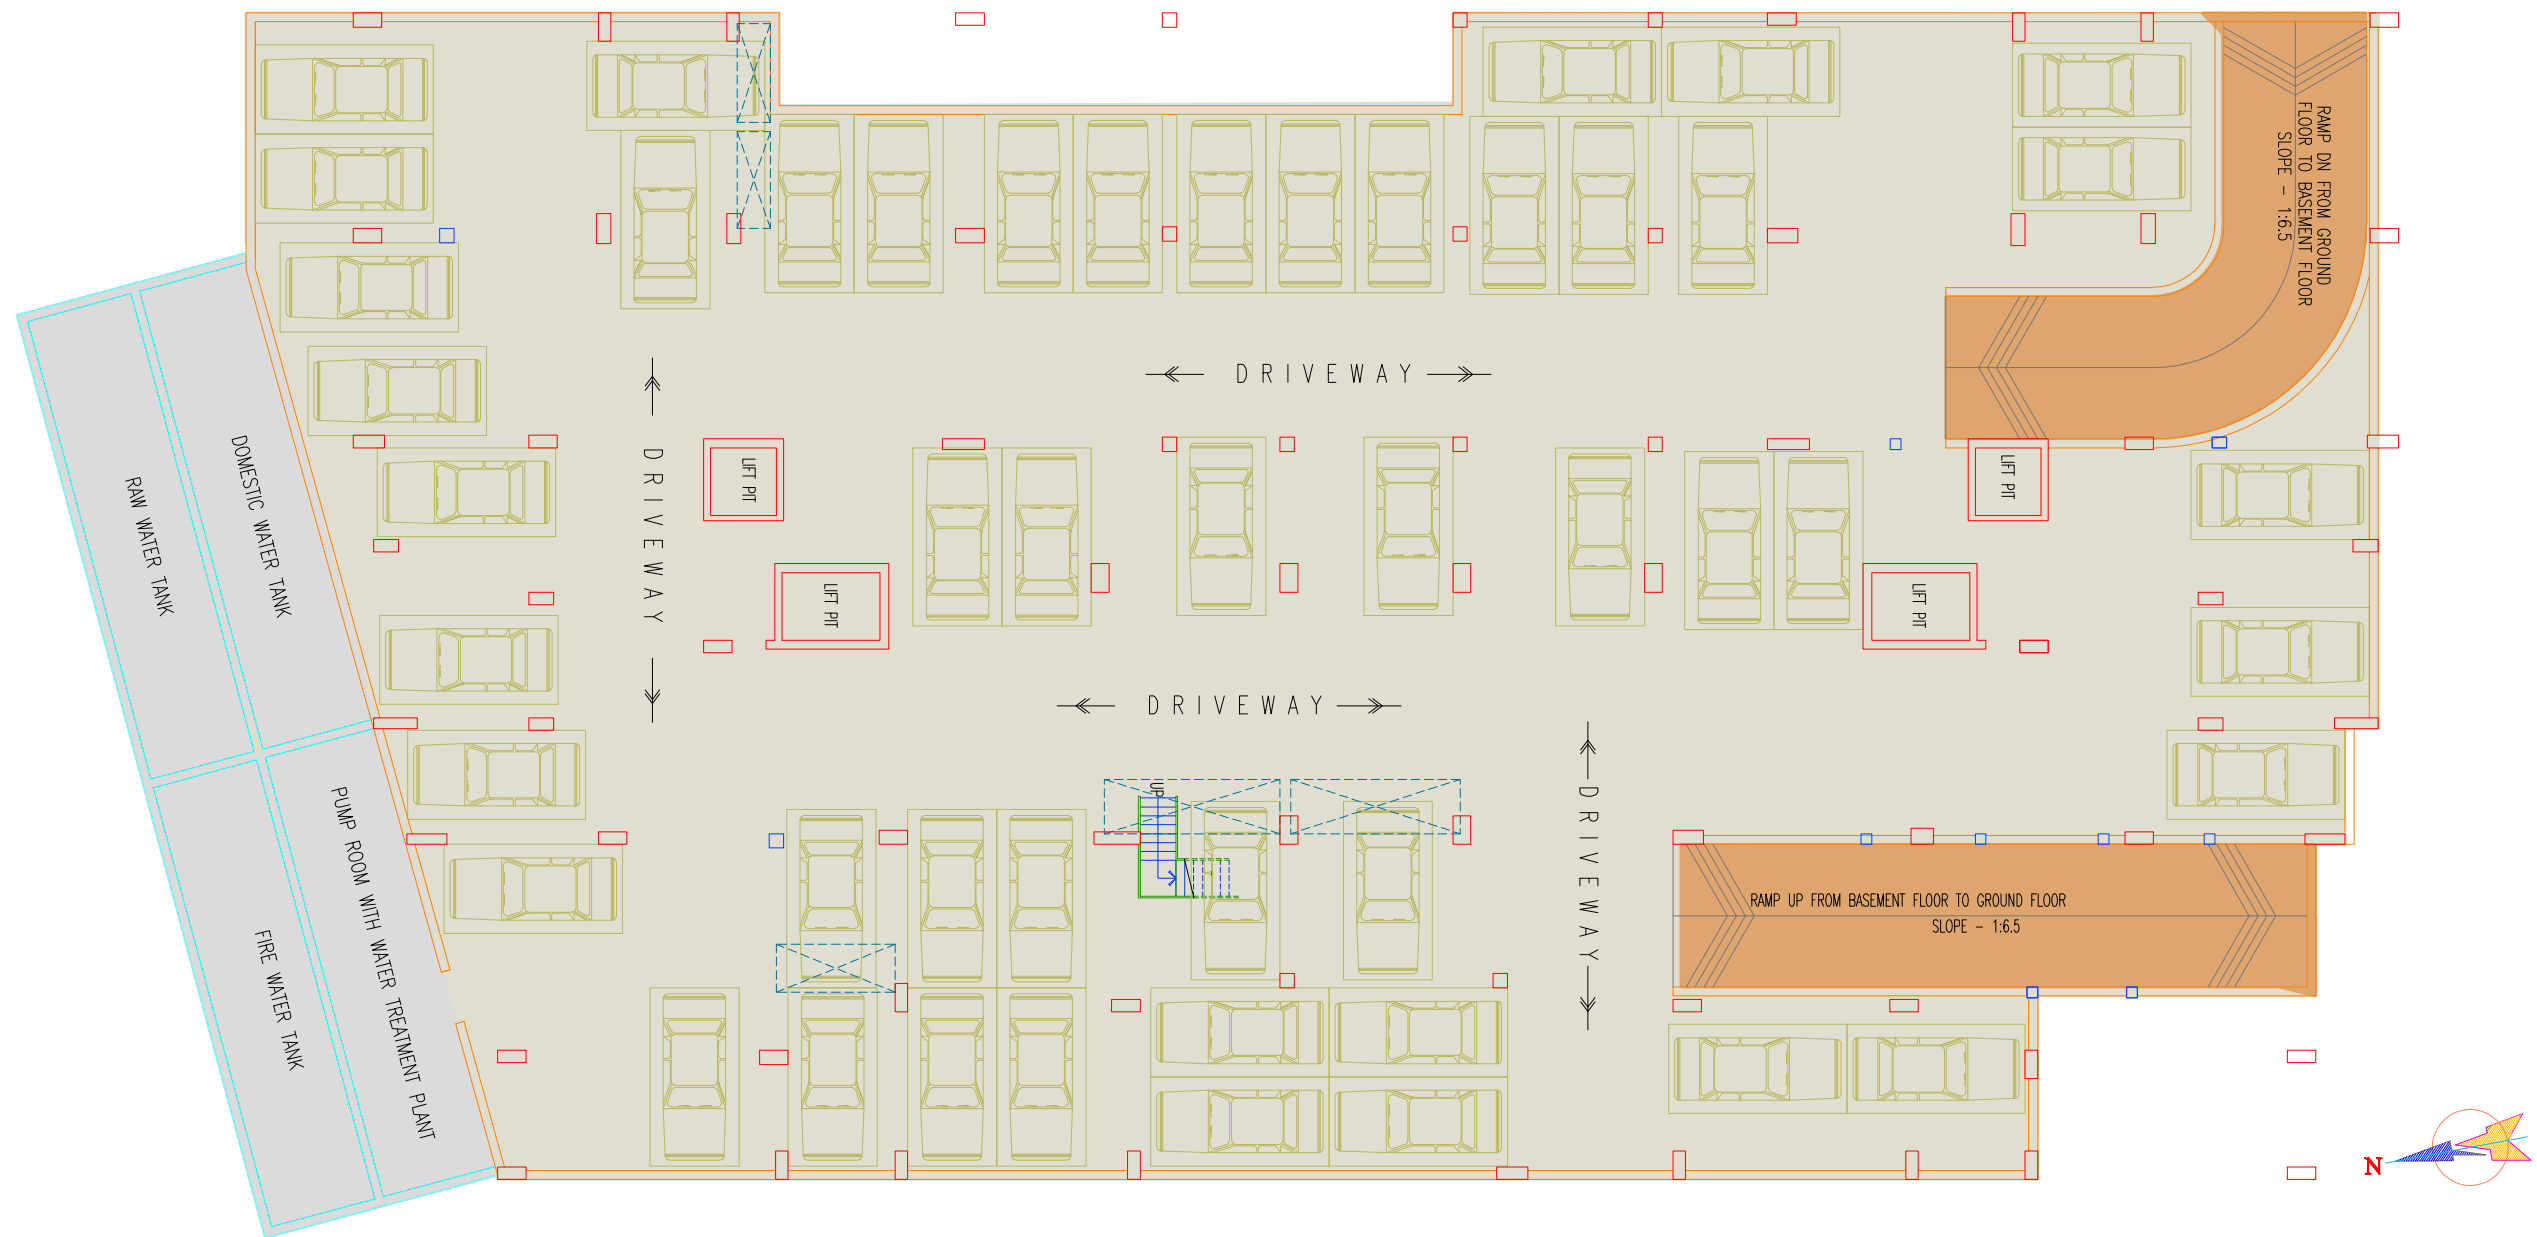 RAMP DN FROM GROUND
FLOOR TO BASEMENT FLOOR
SLOPE - 1:6.5
DRIVEWAY
DRIVEWAY
LIFT PIT
LIFT PIT
DOMESTIC WATER TANK
RAW WATER TANK
LIFT PIT
LIFT PIT
DRIVEWAY
UP
DRIVEWAY
PUMP ROOM WITH WATER TREATMENT PLANT
FIRE WATER TANK
RAMP UP FROM BASEMENT FLOOR TO GROUND FLOOR
SLOPE - 1:6.5
N